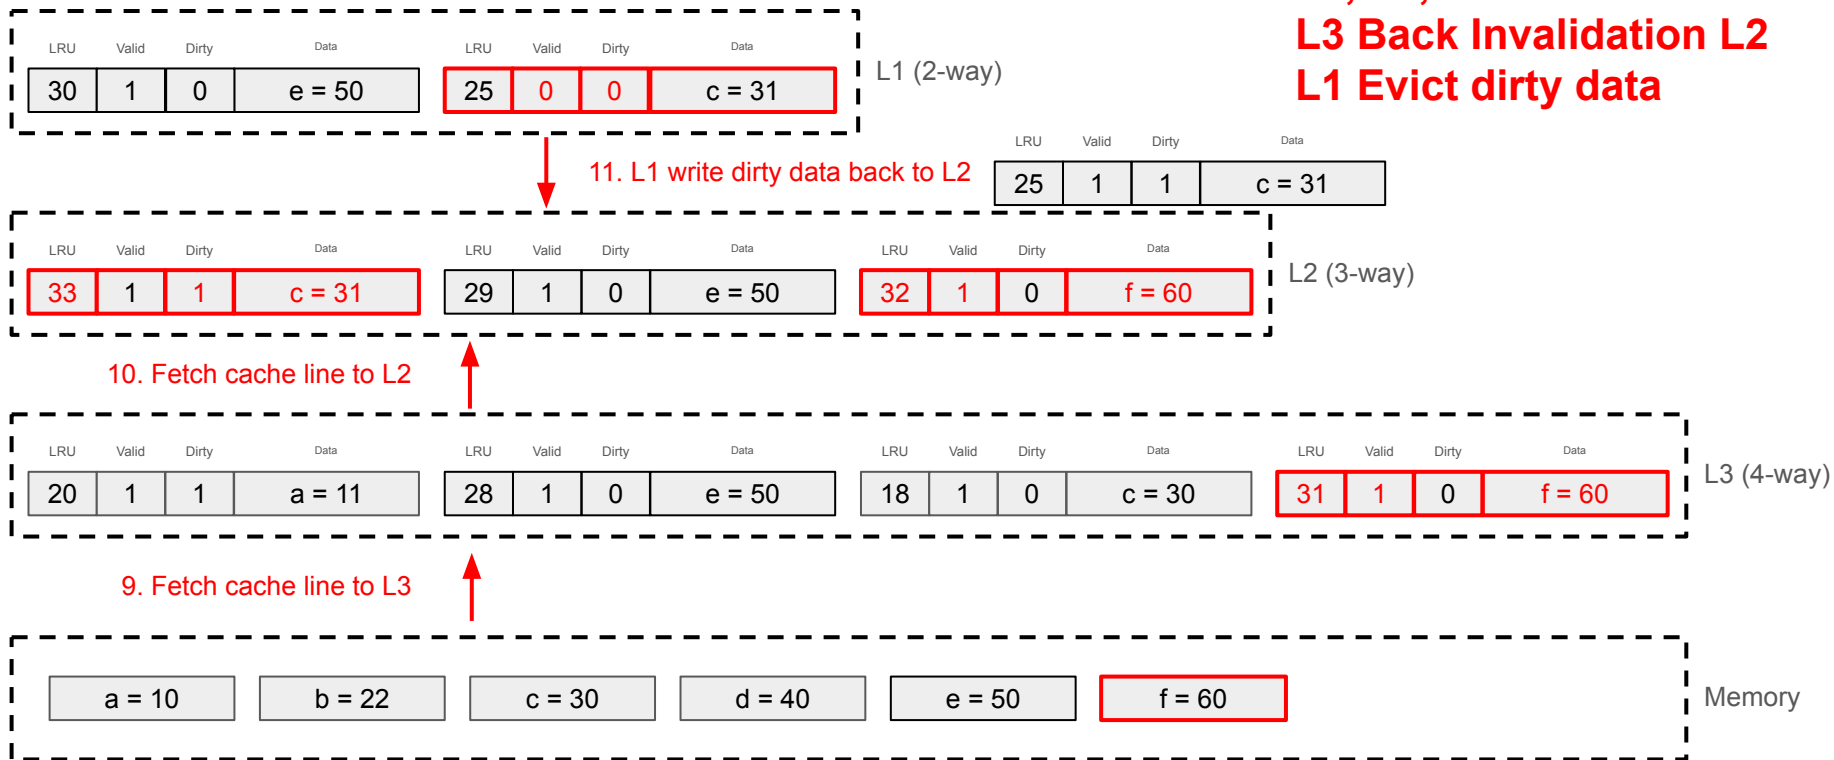 L3 Back Invalidation L2
L1 Evict dirty data
LRU Valid Dirty Data LRU Valid Dirty Data
30 1 0 e = 50 25 0 0 c = 31
L1 (2-way)
11. L1 write dirty data back to L2
LRU Valid Dirty Data
25 1 1 c = 31
LRU Valid Dirty Data LRU Valid Dirty Data LRU Valid Dirty Data
33 1 1 c = 31 29 1 0 e = 50 32 1 0 f = 60
L2 (3-way)
10. Fetch cache line to L2
LRU Valid Dirty Data LRU Valid Dirty Data LRU Valid Dirty Data LRU Valid Dirty Data
20 1 1 a = 11 28 1 0 e = 50 18 1 0 c = 30 31 1 0 f = 60
L3 (4-way)
9. Fetch cache line to L3
a = 10 b = 22 c = 30 d = 40 e = 50 f = 60
Memory